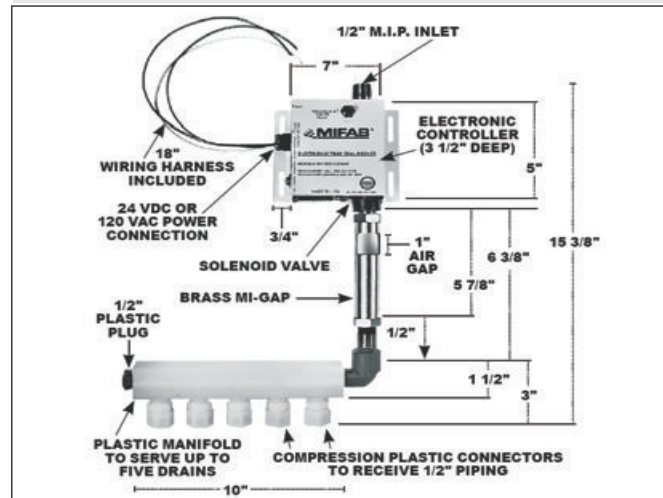 1/2" M.I.P. INLET
7"
MIFAB®
ELECTRONIC
CONTROLLER
(3 1/2" DEEP)
5"
18"
WIRING HARNESS
INCLUDED
24 VDC OR
120 VAC POWER
CONNECTION
3/4"
SOLENOID VALVE
1"
AIR
GAP
15 3/8"
6 3/8"
5 7/8"
BRASS MI-GAP
1/2"
PLASTIC
PLUG
1/2"
1 1/2"
3"
PLASTIC MANIFOLD
TO SERVE UP TO
FIVE DRAINS
COMPRESSION PLASTIC CONNECTORS
TO RECEIVE 1/2" PIPING
10"